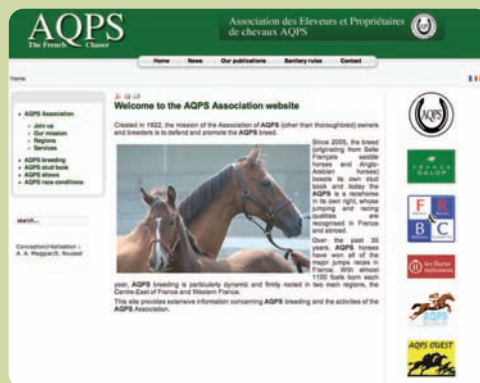 AQPS
The French Chaser
Association des Eleveurs et Propriétaires
de chevaux AQPS
Home News Our publications Sanitary rules Contact
Home
AQPS Association
Join us
Our mission
Regions
Services
AQPS breeding
AQPS stud book
AQPS shows
AQPS race conditions
search...
Conception/réalisation :
Welcome to the AQPS Association website
Created in 1922, the mission of the Association of AQPS (other than thoroughbred) owners
and breeders is to defend and promote the AQPS breed.
Since 2005, the breed
(originating from Selle
Français saddle
horses and Anglo-
Arabian horses)
boasts its own stud
book and today the
AQPS is a racehorse
in its own right, whose
jumping and racing
qualities are
recognised in France
and abroad.
Over the past 30
years, AQPS horses
have won all of the
major jumps races in
France. With almost
1100 foals born each
year, AQPS breeding is particularly dynamic and firmly rooted in two main regions, the
Centre-East of France and Western France.
This site provides extensive information concerning AQPS breeding and the activities of the
AQPS Association.
AQPS
FRANCE
GALOP
F R
&
B C
les Haras
nationaux
AQPS
AQPS OUEST